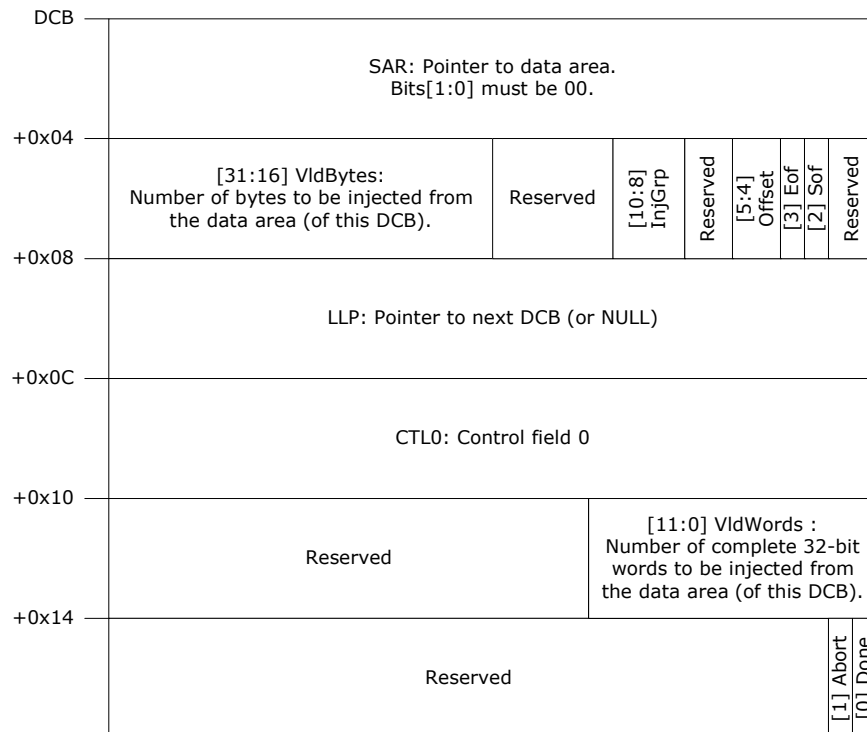 DCB
SAR: Pointer to data area.
Bits[1:0] must be 00.
+0x04
[31:16] VldBytes:
Number of bytes to be injected from
the data area (of this DCB).
Reserved
[10:8]
InjGrp
Reserved
[5:4]
Offset
[3] Eof
[2] Sof
Reserved
+0x08
LLP: Pointer to next DCB (or NULL)
+0x0C
CTL0: Control field 0
+0x10
Reserved
[11:0] VldWords :
Number of complete 32-bit
words to be injected from
the data area (of this DCB).
+0x14
Reserved
[1] Abort
[0] Done